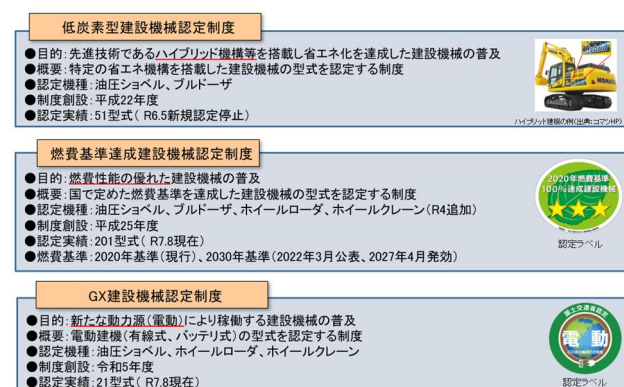 低炭素型建設機械認定制度
●目的:先進技術であるハイブリッド機構等を搭載し省エネ化を達成した建設機械の普及
●概要:特定の省エネ機構を搭載した建設機械の型式を認定する制度
●認定機種:油圧ショベル、ブルドーザ
●制度創設:平成22年度
●認定実績:51型式( R6.5新規認定停止)
KOMATSU
ハイブリット建機の例(出典:コマツHP)
燃費基準達成建設機械認定制度
●目的:燃費性能の優れた建設機械の普及
●概要:国で定めた燃費基準を達成した建設機械の型式を認定する制度
●認定機種:油圧ショベル、ブルドーザ、ホイールローダ、ホイールクレーン(R4追加)
●制度創設:平成25年度
●認定実績:201型式( R7.8現在)
●燃費基準:2020年基準(現行)、2030年基準(2022年3月公表、2027年4月発効)
2020年燃費基準
100%達成建設機械
認定ラベル
GX建設機械認定制度
●目的:新たな動力源(電動)により稼働する建設機械の普及
●概要:電動建機(有線式、バッテリ式)の型式を認定する制度
●認定機種:油圧ショベル、ホイールローダ、ホイールクレーン
●制度創設:令和5年度
●認定実績:21型式( R7.8現在)
国土交通省認定
電動
認定ラベル